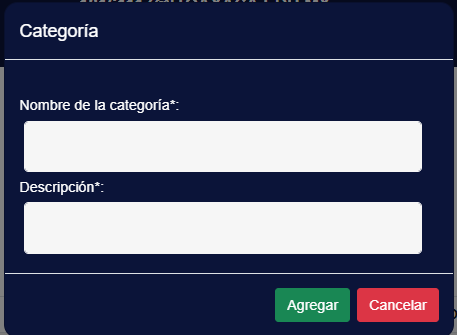 Categoría
Nombre de la categoría*:
Descripción*:
Agregar
Cancelar